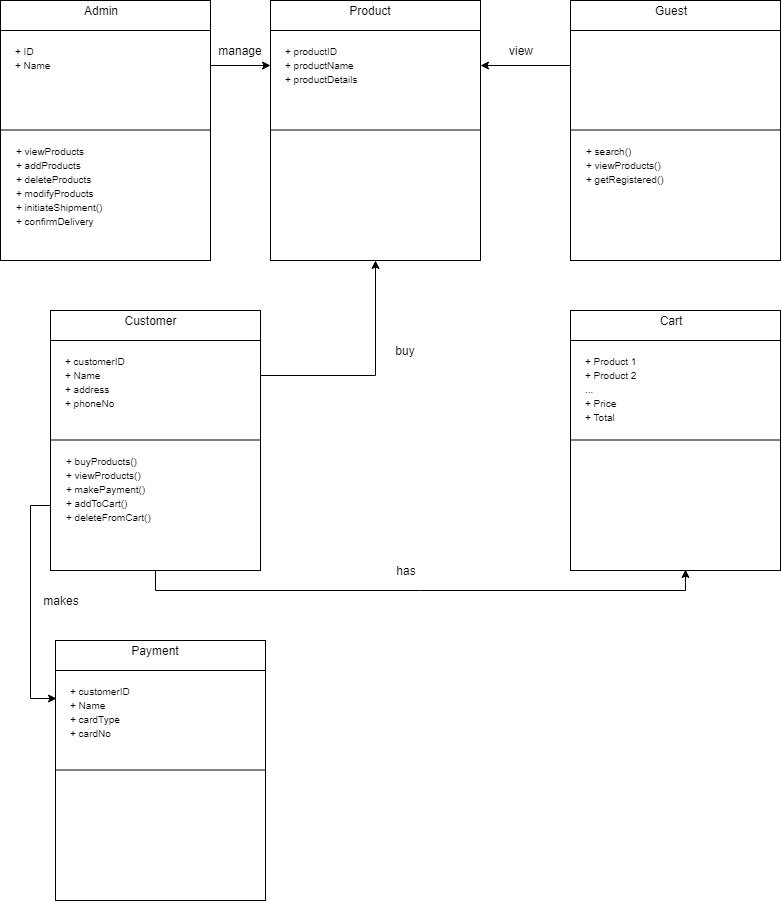 Admin
+ ID
+ Name
+ viewProducts
+ addProducts
+ deleteProducts
+ modifyProducts
+ initiateShipment()
+ confirmDelivery
manage
Product
+ productID
+ productName
+ productDetails
view
Guest
+ search()
+ viewProducts()
+ getRegistered()
Customer
+ customerID
+ Name
+ address
+ phoneNo
+ buyProducts()
+ viewProducts()
+ makePayment()
+ addToCart()
+ deleteFromCart()
buy
Cart
+ Product 1
+ Product 2
...
+ Price
+ Total
has
makes
Payment
+ customerID
+ Name
+ cardType
+ cardNo